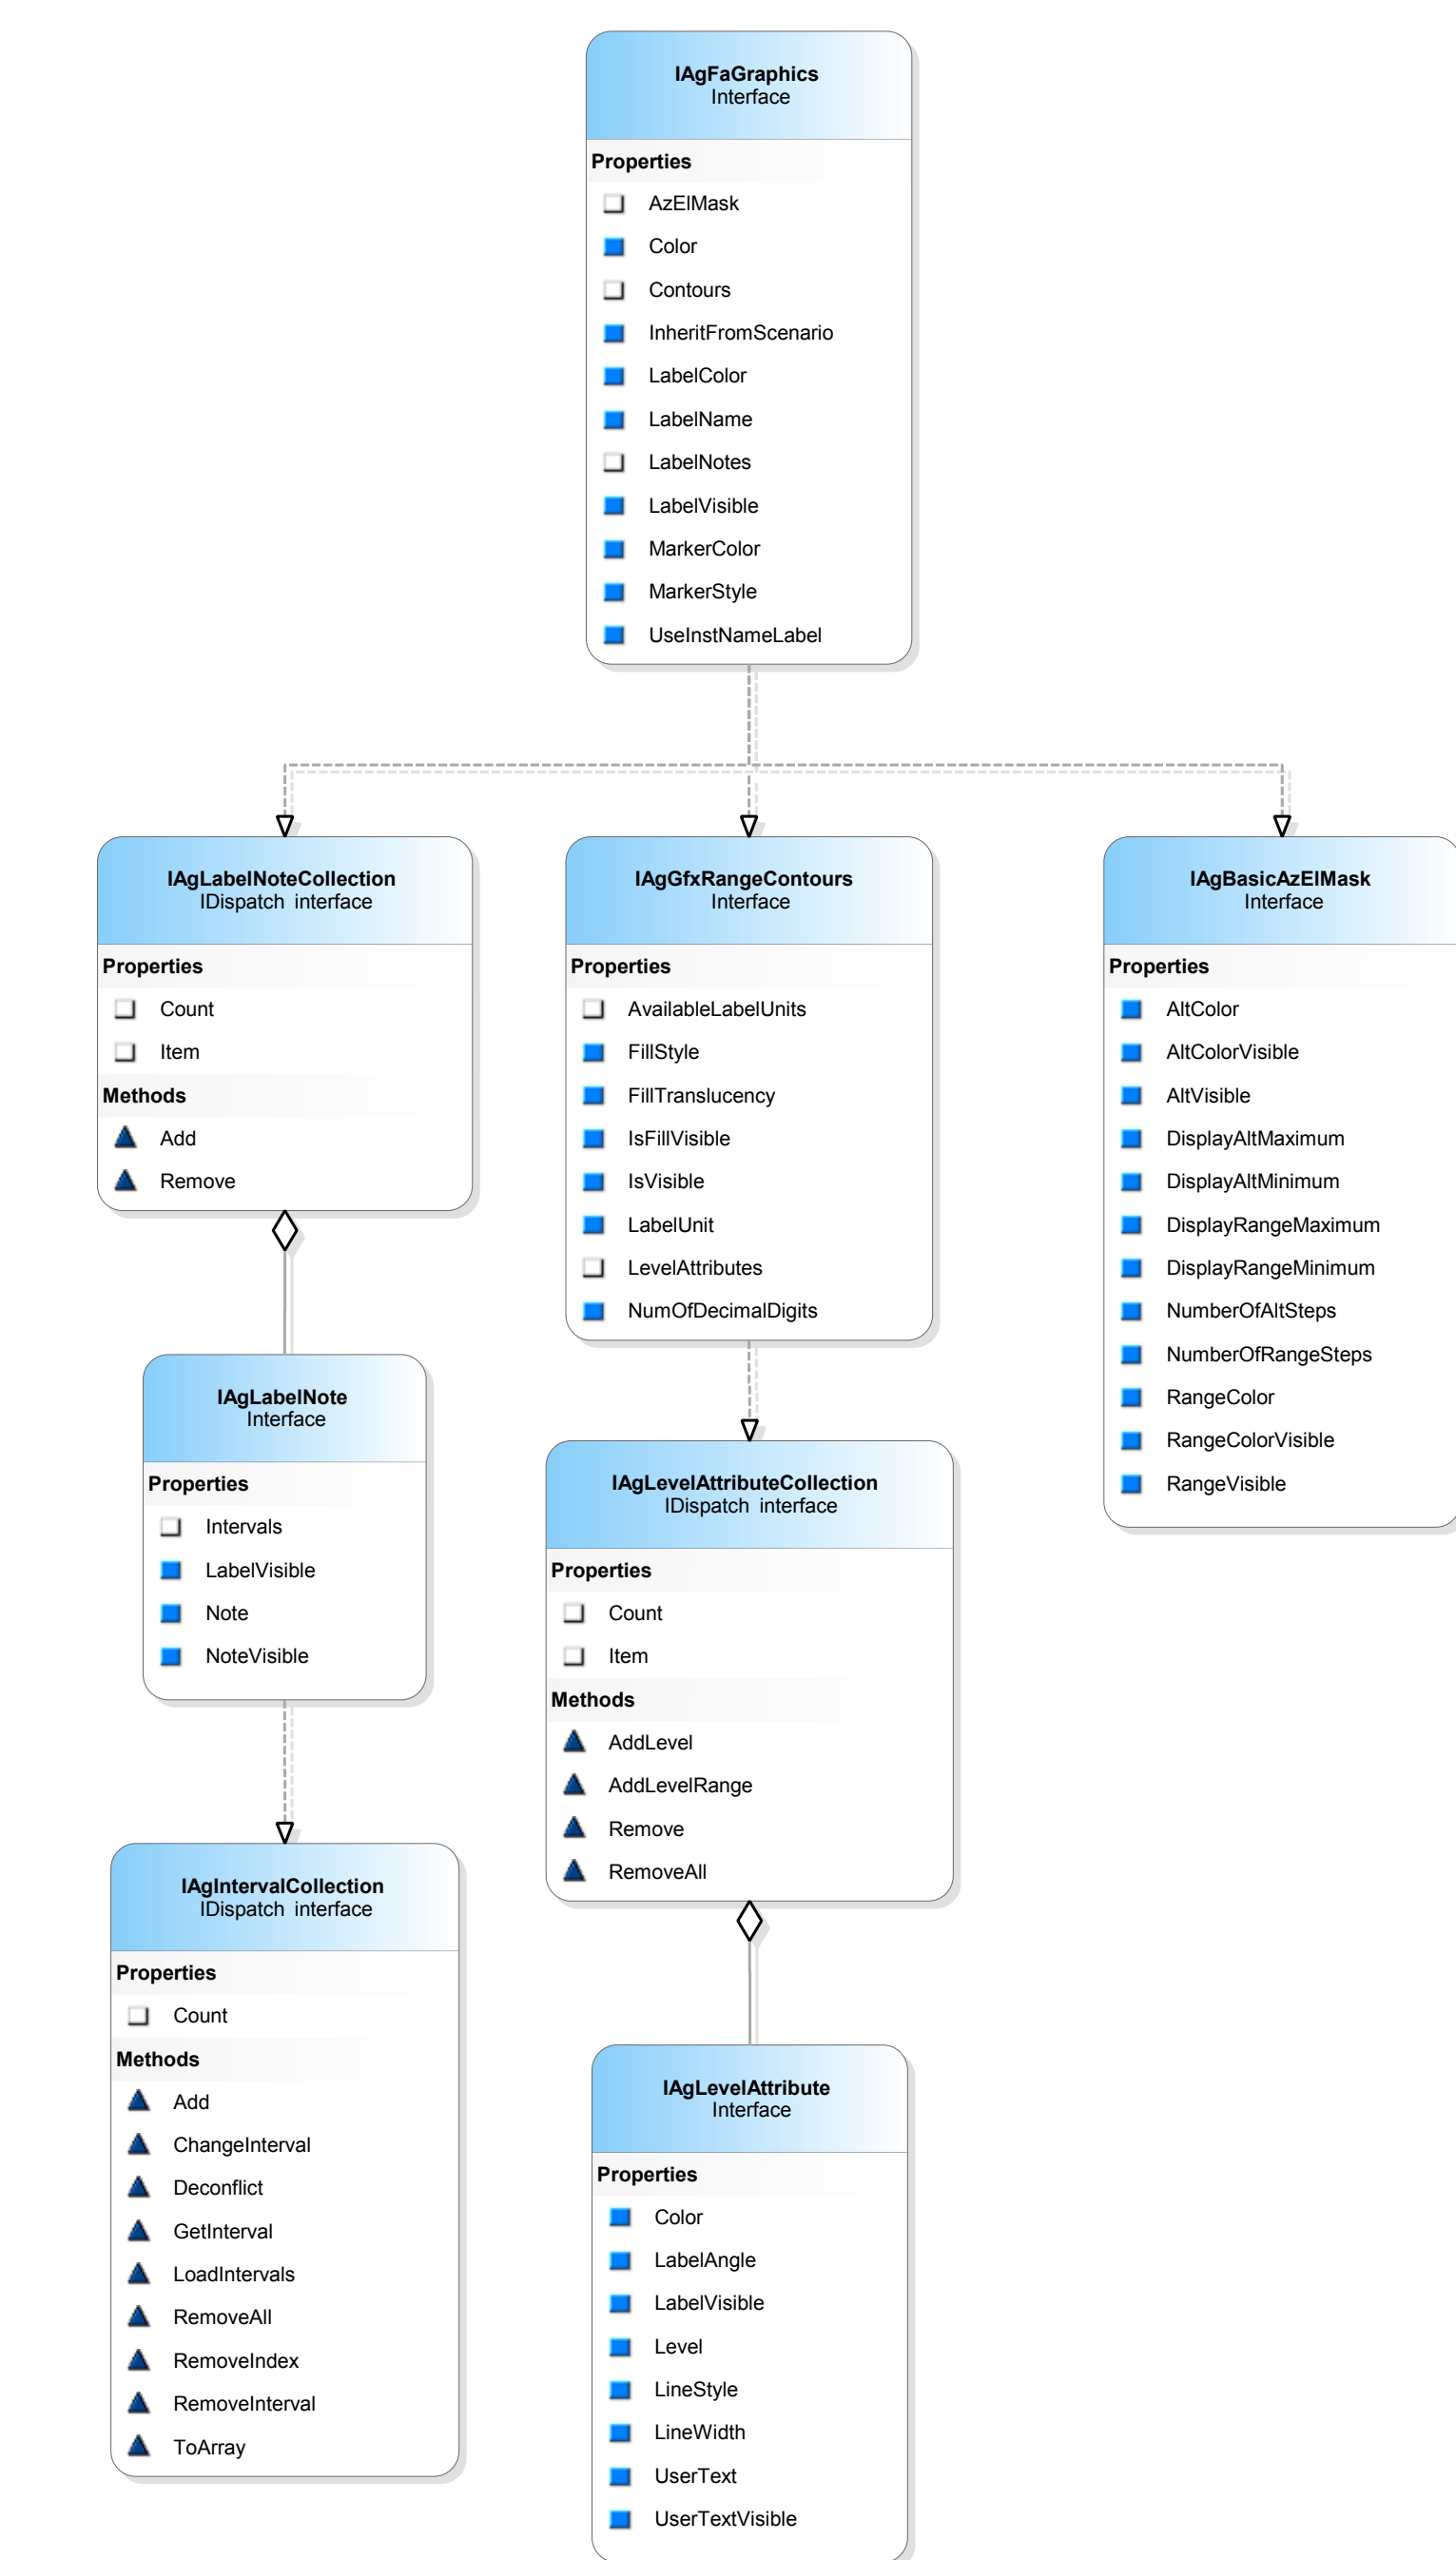 IAgFaGraphics
Interface
Properties
AzElMask
Color
Contours
InheritFromScenario
LabelColor
LabelName
LabelNotes
LabelVisible
MarkerColor
MarkerStyle
UseInstNameLabel
IAgLabelNoteCollection
IDispatch interface
Properties
Count
Item
Methods
Add
Remove
IAgGfxRangeContours
Interface
Properties
AvailableLabelUnits
FillStyle
FillTranslucency
IsFillVisible
IsVisible
LabelUnit
LevelAttributes
NumOfDecimalDigits
IAgBasicAzElMask
Interface
Properties
AltColor
AltColorVisible
AltVisible
DisplayAltMaximum
DisplayAltMinimum
DisplayRangeMaximum
DisplayRangeMinimum
NumberOfAltSteps
NumberOfRangeSteps
RangeColor
RangeColorVisible
RangeVisible
IAgLabelNote
Interface
Properties
Intervals
LabelVisible
Note
NoteVisible
IAgLevelAttributeCollection
IDispatch interface
Properties
Count
Item
Methods
AddLevel
AddLevelRange
Remove
RemoveAll
IAgIntervalCollection
IDispatch interface
Properties
Count
Methods
Add
ChangeInterval
Deconflict
GetInterval
LoadIntervals
RemoveAll
RemoveIndex
RemoveInterval
ToArray
IAgLevelAttribute
Interface
Properties
Color
LabelAngle
LabelVisible
Level
LineStyle
LineWidth
UserText
UserTextVisible